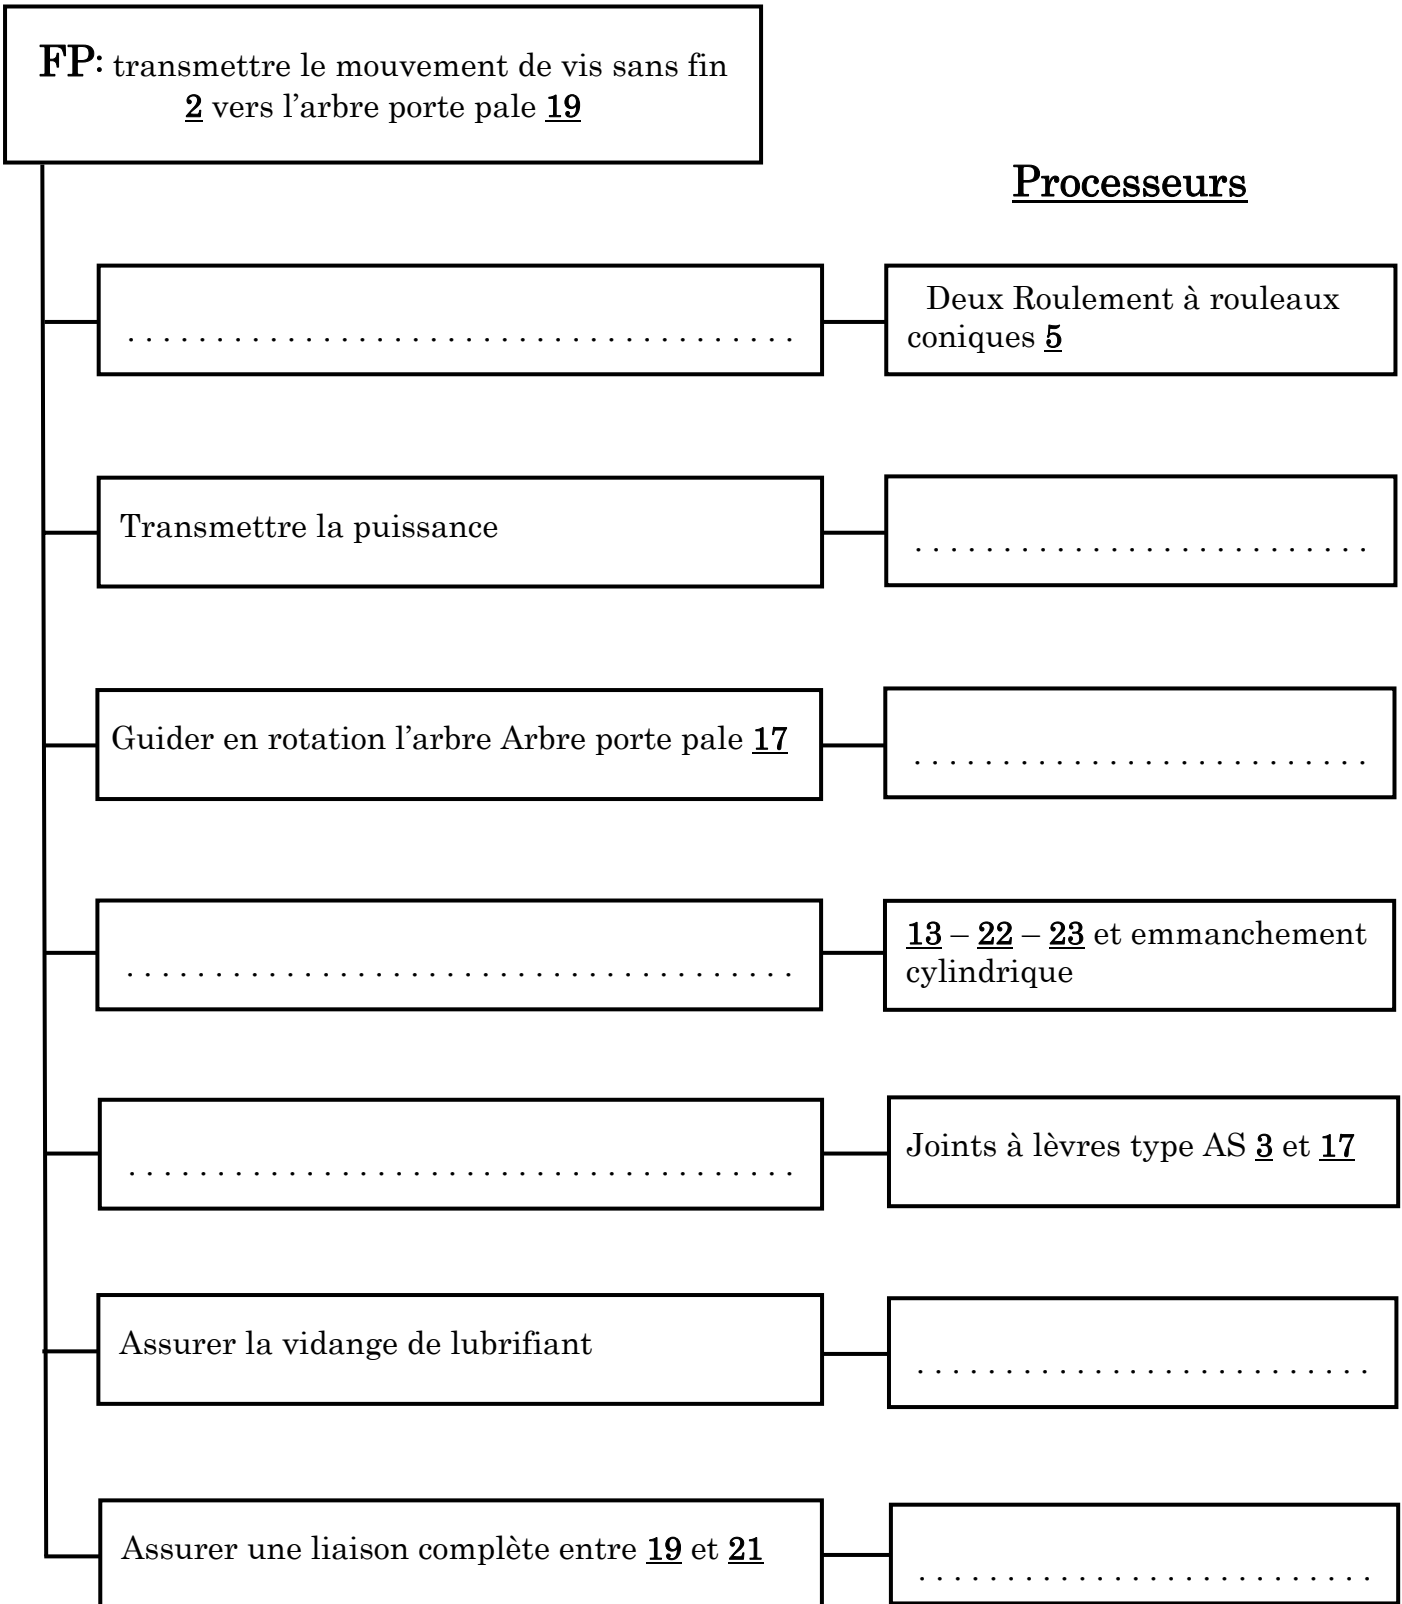 FP: transmettre le mouvement de vis sans fin
2 vers l’arbre porte pale 19
Processeurs
. . . . . . . . . . . . . . . . . . . . . . . . . . . . . . . . . . . . . .
Deux Roulement à rouleaux
coniques 5
Transmettre la puissance
. . . . . . . . . . . . . . . . . . . . . . . . . .
Guider en rotation l’arbre Arbre porte pale 17
. . . . . . . . . . . . . . . . . . . . . . . . . .
. . . . . . . . . . . . . . . . . . . . . . . . . . . . . . . . . . . . . .
13 – 22 – 23 et emmanchement
cylindrique
. . . . . . . . . . . . . . . . . . . . . . . . . . . . . . . . . . . . . .
Joints à lèvres type AS 3 et 17
Assurer la vidange de lubrifiant
. . . . . . . . . . . . . . . . . . . . . . . . . .
Assurer une liaison complète entre 19 et 21
. . . . . . . . . . . . . . . . . . . . . . . . . .